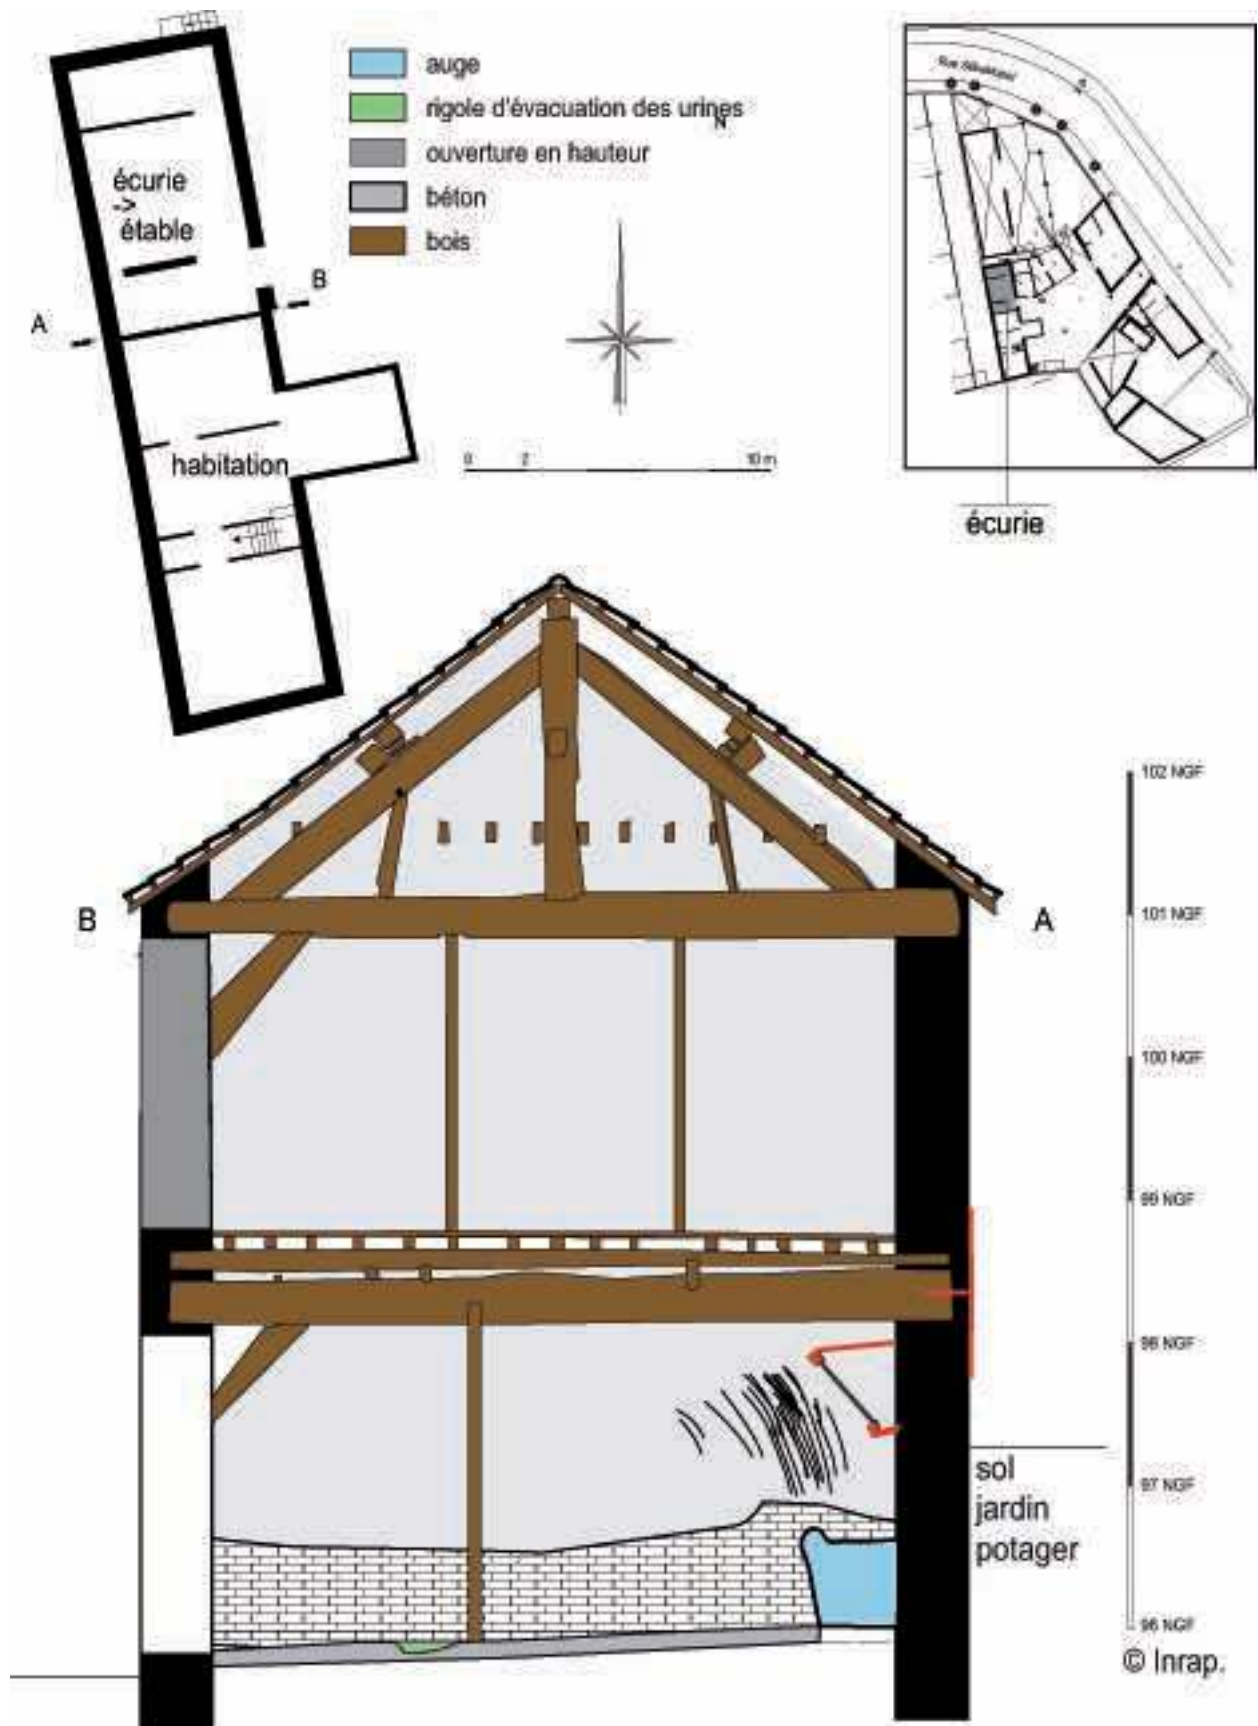 auge
rigole d'évacuation des urines
N
ouverture en hauteur
béton
bois
écurie
->
étable
B
A
habitation
0 2 10 m
Rue
écurie
B
A
102 NGF
101 NGF
100 NGF
99 NGF
98 NGF
97 NGF
96 NGF
sol
jardin
potager
© Inrap.